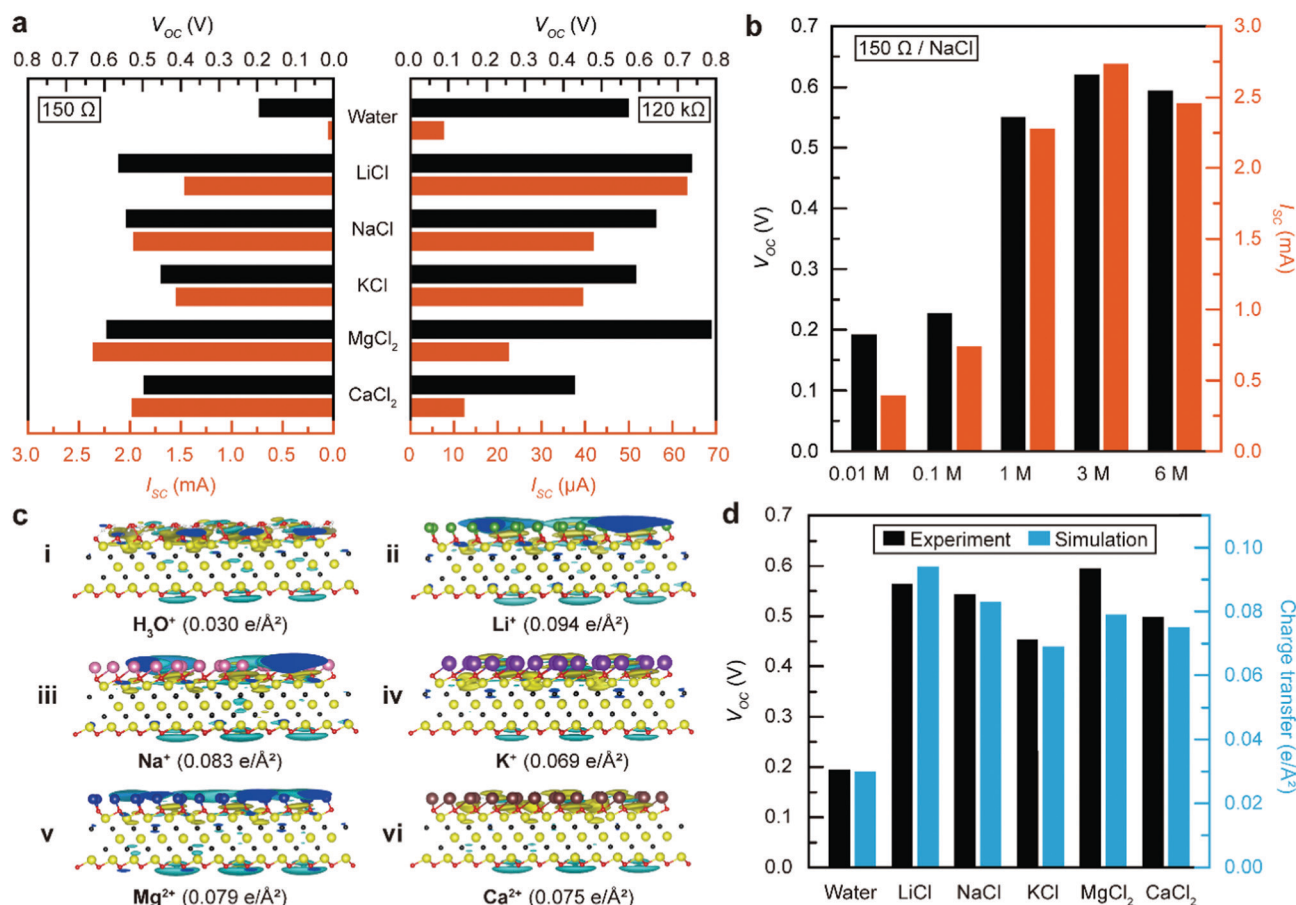 a
V_OC (V)
0.8 0.7 0.6 0.5 0.4 0.3 0.2 0.1 0.0
150 Ω
3.0 2.5 2.0 1.5 1.0 0.5 0.0
I_SC (mA)
Water
LiCl
NaCl
KCl
MgCl₂
CaCl₂
V_OC (V)
0.0 0.1 0.2 0.3 0.4 0.5 0.6 0.7 0.8
120 kΩ
0 10 20 30 40 50 60 70
I_SC (μA)
b
150 Ω / NaCl
V_OC (V)
0.7
0.6
0.5
0.4
0.3
0.2
0.1
0.0
3.0
2.5
2.0
1.5
1.0
0.5
0.0
I_SC (mA)
0.01 M 0.1 M 1 M 3 M 6 M
c
i
H₃O⁺ (0.030 e/Å²)
ii
Li⁺ (0.094 e/Å²)
iii
Na⁺ (0.083 e/Å²)
iv
K⁺ (0.069 e/Å²)
v
Mg²⁺ (0.079 e/Å²)
vi
Ca²⁺ (0.075 e/Å²)
d
Experiment Simulation
V_OC (V)
0.7
0.6
0.5
0.4
0.3
0.2
0.1
0.0
0.10
0.08
0.06
0.04
0.02
0.00
Charge transfer (e/Å²)
Water LiCl NaCl KCl MgCl₂ CaCl₂